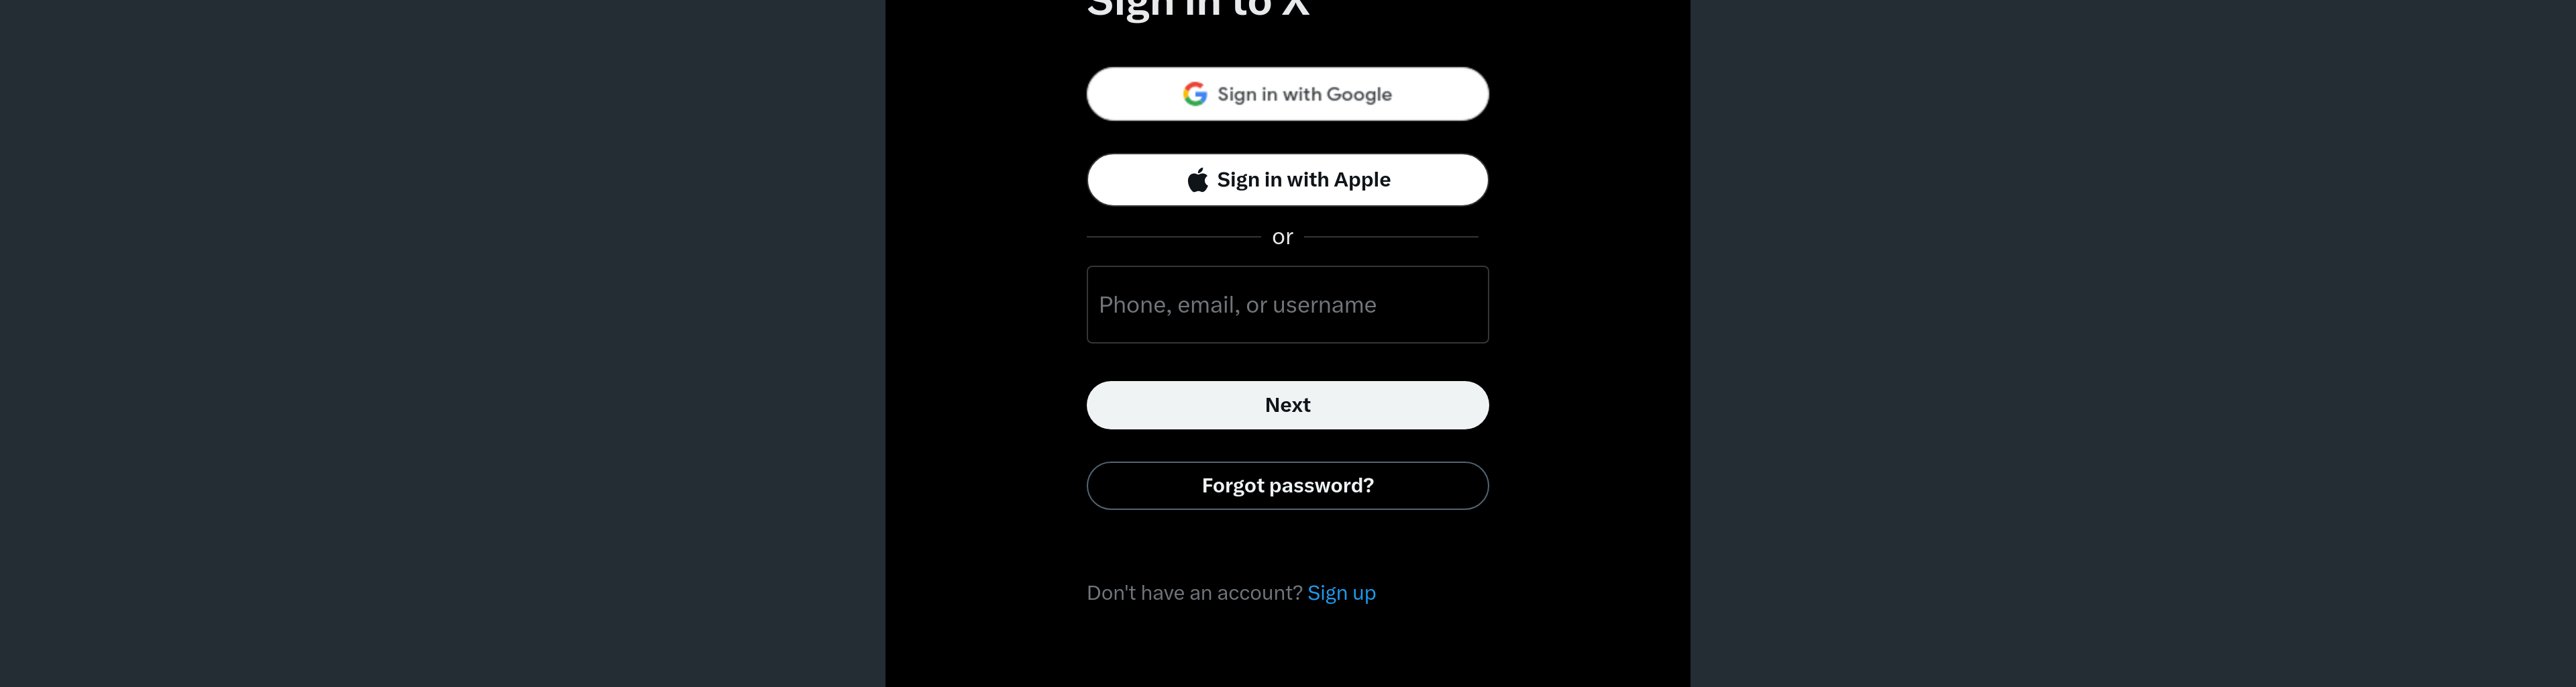 Sign in to X
Sign in with Google
Sign in with Apple
or
Phone, email, or username
Next
Forgot password?
Don't have an account? Sign up